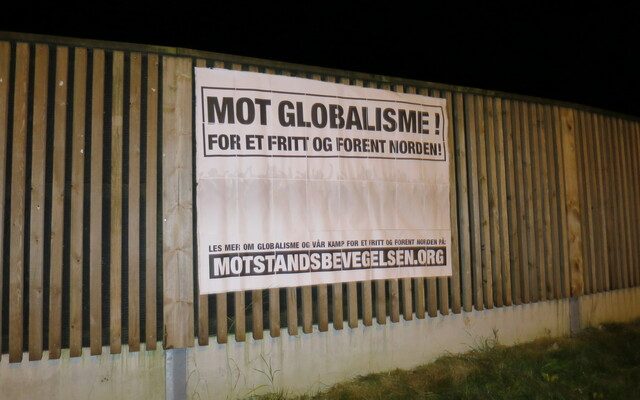 MOT GLOBALISME!
FOR ET FRITT OG FORENT NORDEN!
LES MER OM GLOBALISME OG VÅR KAMP FOR ET FRITT OG FORENT NORDEN PÅ:
MOTSTANDSBEVEGELSEN.ORG